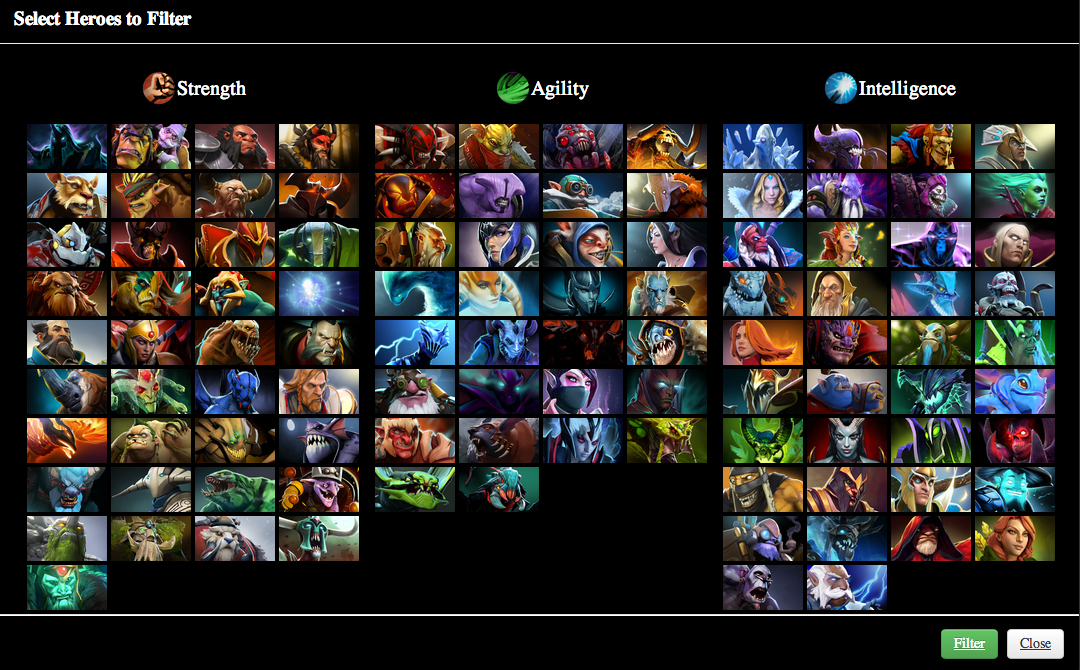 Select Heroes to Filter
Strength
Agility
Intelligence
Filter
Close